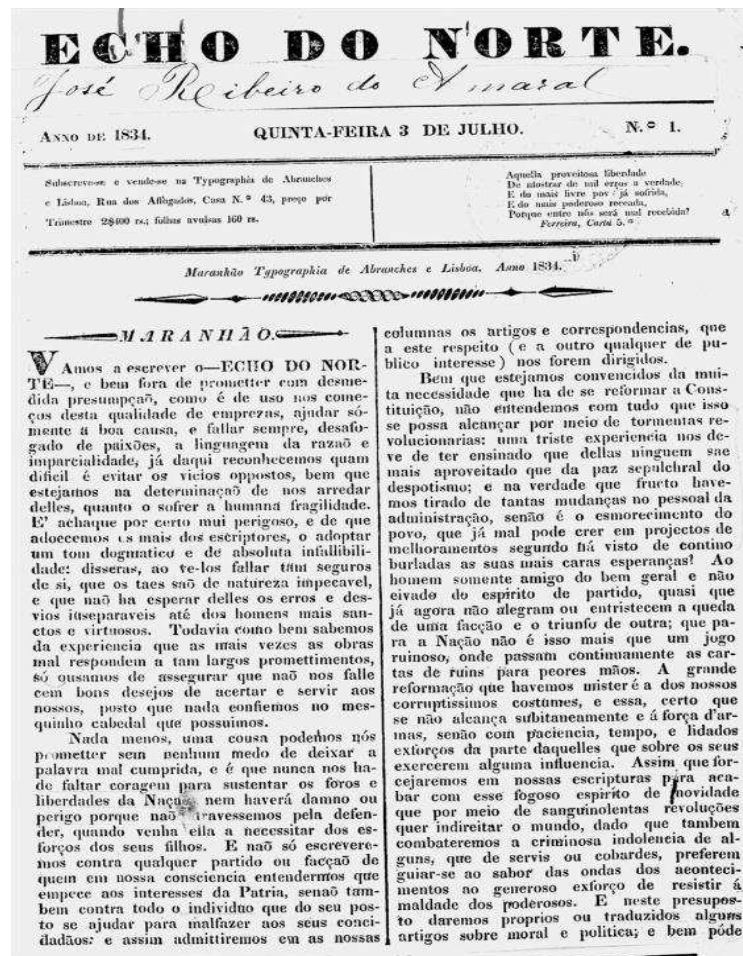 ECHO DO NORTE.
José Ribeiro do Amaral
ANNO DE 1834.
QUINTA-FEIRA 3 DE JULHO.
N.º 1.
Subscreve-se e vende-se na Typographia de Abranches
e Lisboa, Rua dos Affogados, Casa N.º 43, preço por
Trimestre 2$400 rs.; folhas avulsas 160 rs.
Aquella proveitosa liberdade
De mostrar de mil erros a verdade,
E do mais livre povo já sofrida,
E do mais poderoso receada,
Porque entre nós será mal recebida?
Ferreira, Carta 5.ª
Maranhão Typographia de Abranches e Lisboa. Anno 1834.
MARANHÃO.
VAmos a escrever o—ECHO DO NOR-
TE—, e bem fora de prometter com desme-
dida presumpçaõ, como é de uso nos come-
ços desta qualidade de emprezas, ajudar só-
mente a boa causa, e fallar sempre, desafo-
gado de paixões, a linguagem da razaõ e
imparcialidade, já daqui reconhecemos quam
dificil é evitar os vicios oppostos, bem que
estejamos na determinaçaõ de nos arredar
delles, quanto o sofrer a humana fragilidade.
E' achaque por certo mui perigoso, e de que
adoecemos os mais dos escriptores, o adoptar
um tom dogmatico e de absoluta infallibili-
dade: disseras, ao ve-los fallar tam seguros
de si, que os taes saõ de natureza impecavel,
e que naõ ha esperar delles os erros e des-
vios inseparaveis até dos homens mais san-
ctos e virtuosos. Todavia como bem sabemos
da experiencia que as mais vezes as obras
mal respondem a tam largos promettimentos,
só ousamos de assegurar que naõ nos falle
cem bons desejos de acertar e servir aos
nossos, posto que nada confiemos no mes-
quinho cabedal que possuimos.
Nada menos, uma cousa podemos nós
prometter sem nenhum medo de deixar a
palavra mal cumprida, e é que nunca nos ha-
de faltar coragem para sustentar os foros e
liberdades da Naçaõ, nem haverá damno ou
perigo porque naõ travessemos pela defen-
der, quando venha ella a necessitar dos es-
forços dos seus filhos. E naõ só escrevere-
mos contra qualquer partido ou facçaõ de
quem em nossa consciencia entendermos que
empece aos interesses da Patria, senaõ tam-
bem contra todo o individuo que do seu pos-
to se ajudar para malfazer aos seus conci-
dadãos: e assim admittiremos em as nossas
columnas os artigos e correspondencias, que
a este respeito (e a outro qualquer de pu-
blico interesse) nos forem dirigidos.
Bem que estejamos convencidos da mui-
ta necessidade que ha de se reformar a Cons-
tituição, não entendemos com tudo que isso
se possa alcançar por meio de tormentas re-
volucionarias: uma triste experiencia nos de-
ve de ter ensinado que dellas ninguem sae
mais aproveitado que da paz sepulchral do
despotismo; e na verdade que fructo have-
mos tirado de tantas mudanças no pessoal da
administração, senão é o esmorecimento do
povo, que já mal pode crer em projectos de
melhoramentos segundo há visto de contino
burladas as suas mais caras esperanças? Ao
homem somente amigo do bem geral e não
eivado do espirito de partido, quasi que
já agora não alegram ou entristecem a queda
de uma facção e o triunfo de outra; que pa-
ra a Nação não é isso mais que um jogo
ruinoso, onde passam continuamente as car-
tas de ruins para peores mãos. A grande
reformação que havemos mister é a dos nossos
corruptissimos costumes, e essa, certo que
se não alcança subitaneamente e á força d'ar-
mas, senão com paciencia, tempo, e lidados
exforços da parte daquelles que sobre os seus
exercerem alguma influencia. Assim que for-
cejaremos em nossas escripturas para aca-
bar com esse fogoso espirito de novidade
que por meio de sanguinolentas revoluções
quer indireitar o mundo, dado que tambem
combateremos a criminosa indolencia de al-
guns, que de servis ou cobardes, preferem
guiar-se ao sabor das ondas dos aconteci-
mentos ao generoso exforço de resistir á
maldade dos poderosos. E neste presupos-
to daremos proprios ou traduzidos alguns
artigos sobre moral e politica; e bem póde